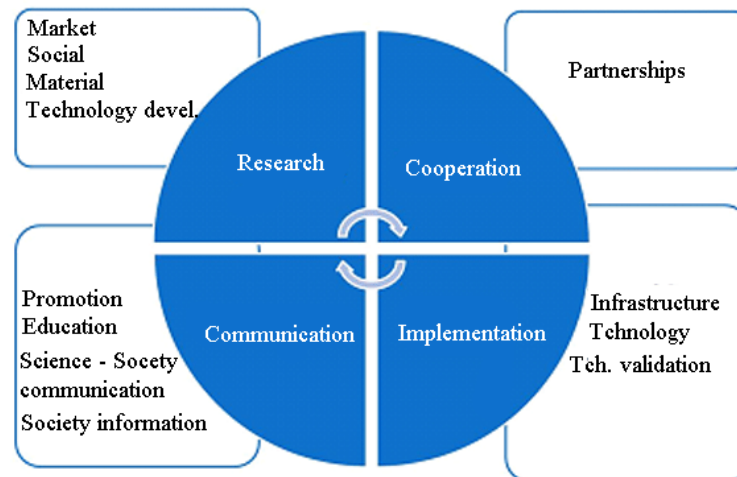 Market
Social
Material
Technology devel.
Partnerships
Research
Cooperation
Communication
Implementation
Promotion
Education
Science - Socety
communication
Society information
Infrastructure
Tchnology
Tch. validation